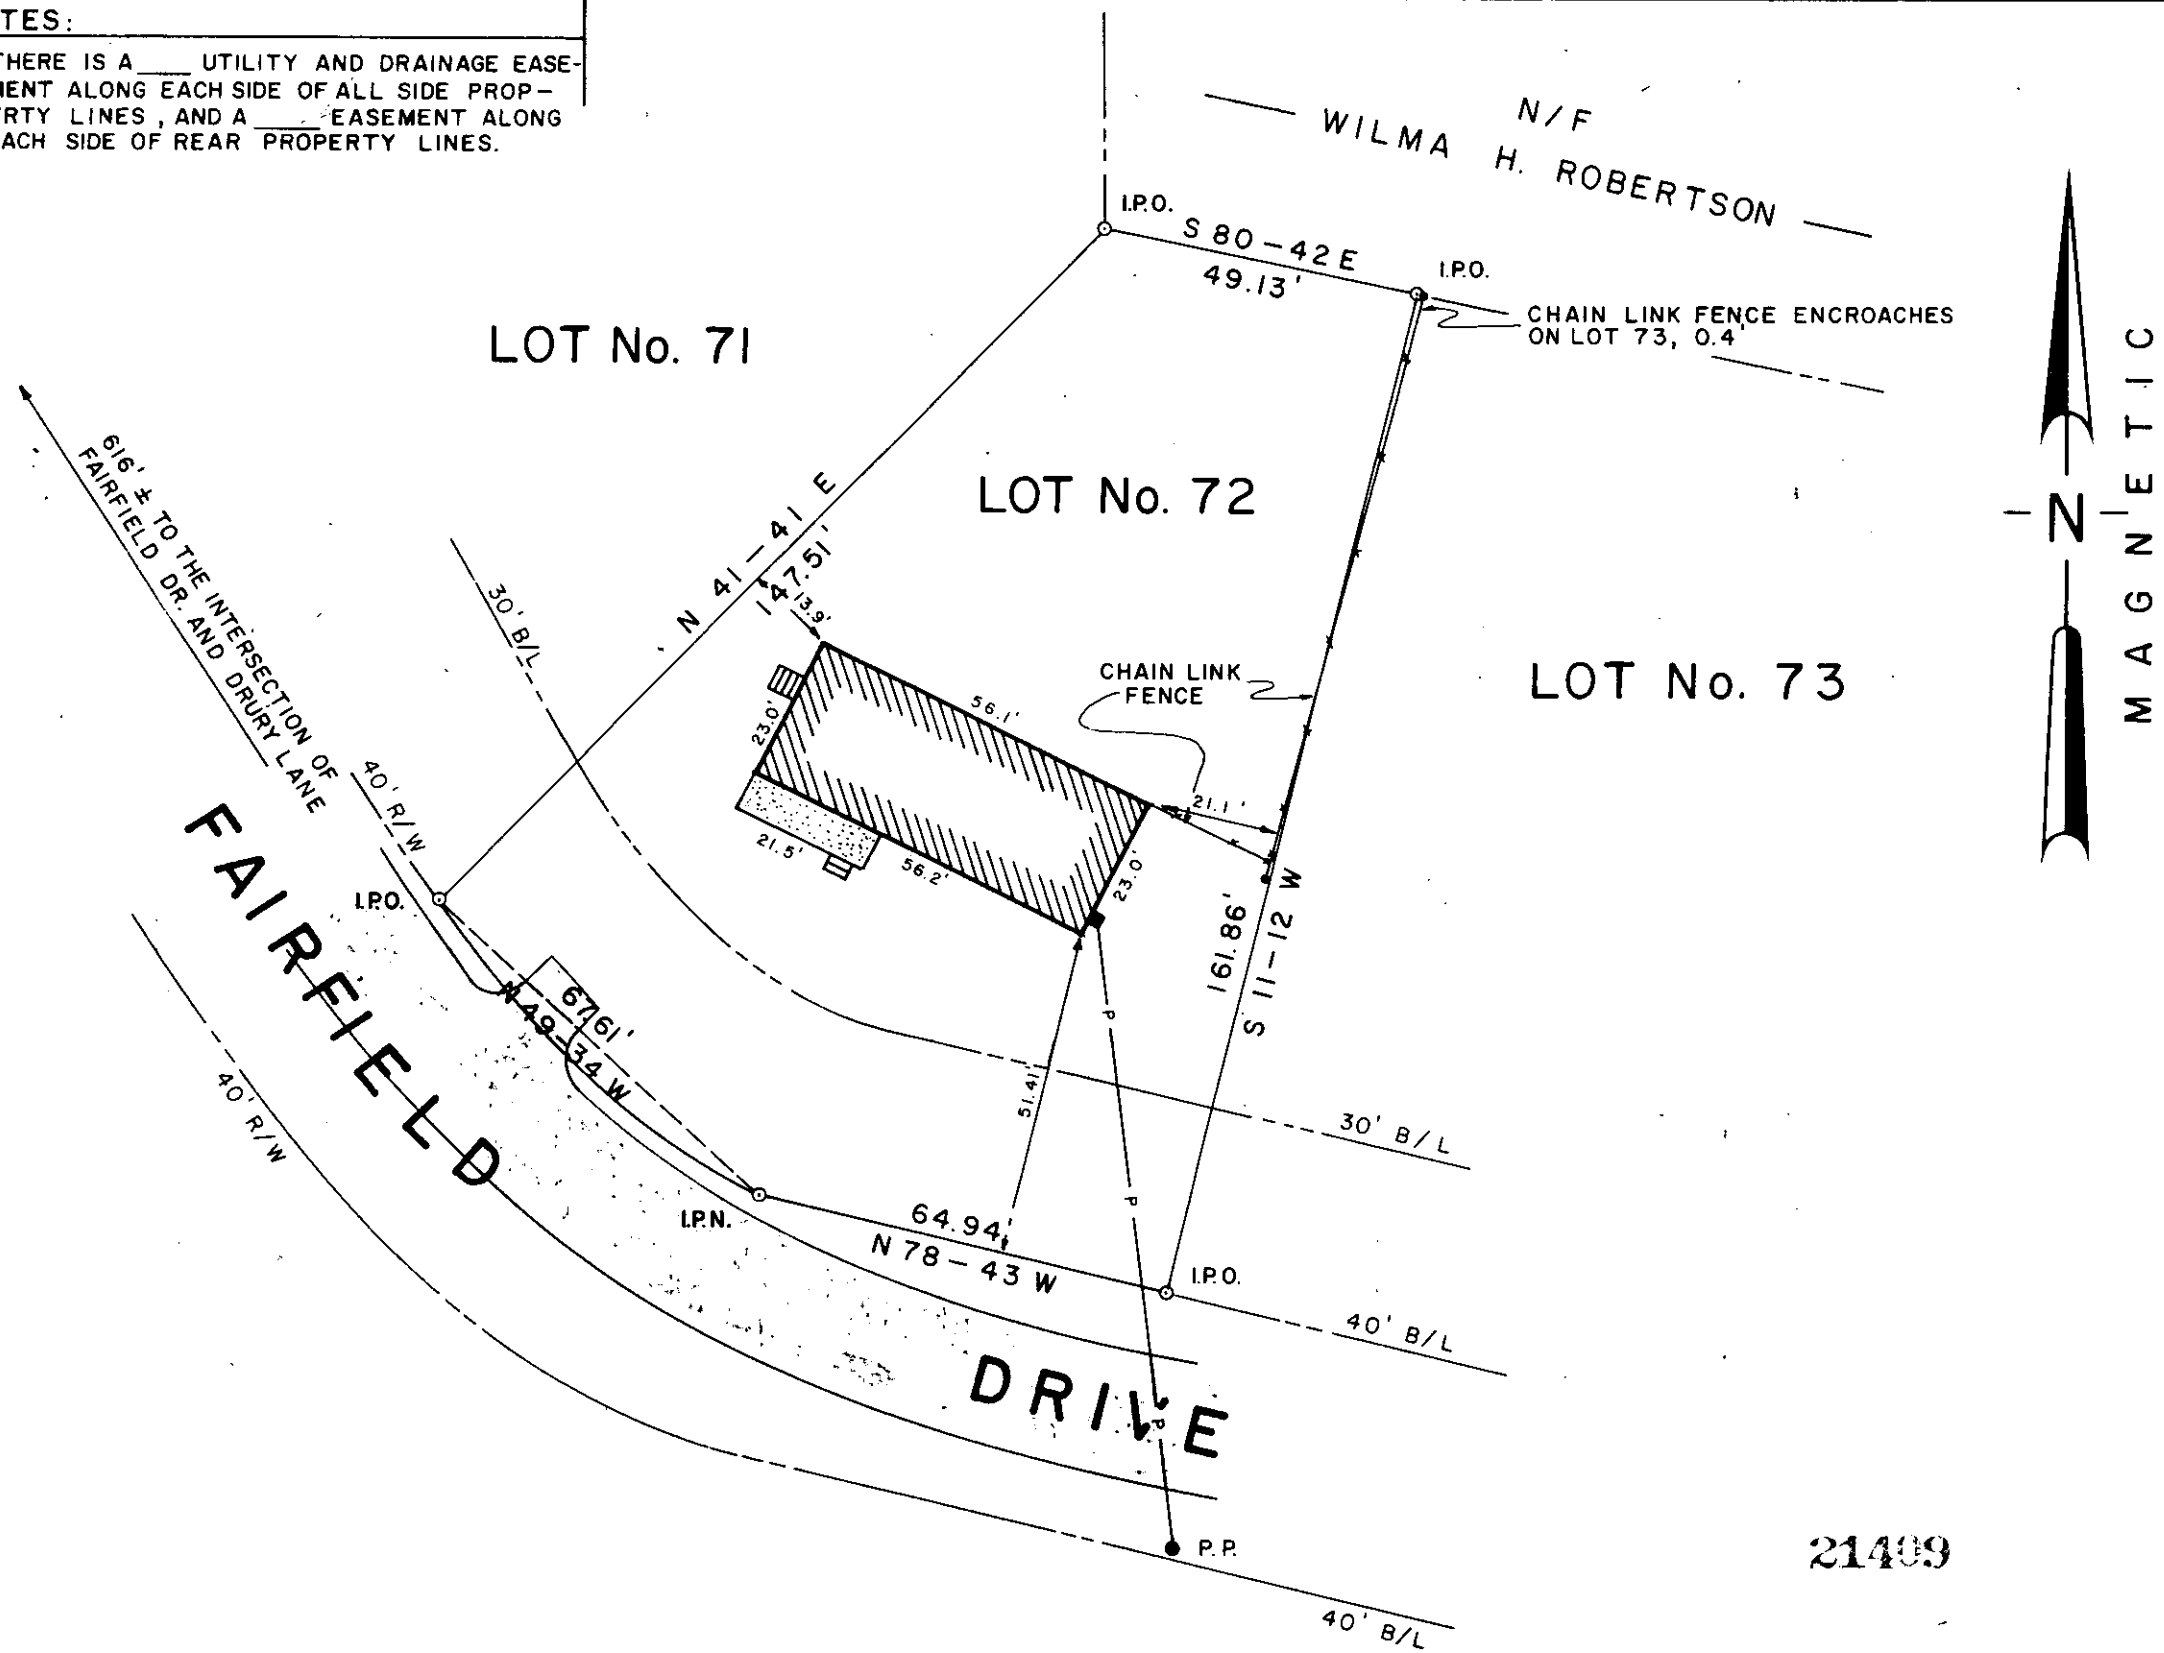 TES:
THERE IS A ____ UTILITY AND DRAINAGE EASE-
MENT ALONG EACH SIDE OF ALL SIDE PROP-
RTY LINES, AND A _____ EASEMENT ALONG
ACH SIDE OF REAR PROPERTY LINES.
N/F
WILMA H. ROBERTSON
I.P.O.
S 80-42 E
49.13'
I.P.O.
CHAIN LINK FENCE ENCROACHES
ON LOT 73, 0.4'
LOT No. 71
LOT No. 72
LOT No. 73
MAGNETIC
N
616' ± TO THE INTERSECTION OF
FAIRFIELD DR. AND DRURY LANE
N 41-41 E
147.51'
13.9'
30' B/L
CHAIN LINK
FENCE
56.1'
23.0'
21.1'
21.5'
56.2'
23.0'
40' R/W
I.P.O.
161.86'
S 11-12 W
67.61'
N 49-34 W
51.41'
P
P
P
30' B/L
40' R/W
I.P.N.
64.94'
N 78-43 W
I.P.O.
40' B/L
FAIRFIELD DRIVE
P.P.
40' B/L
21409